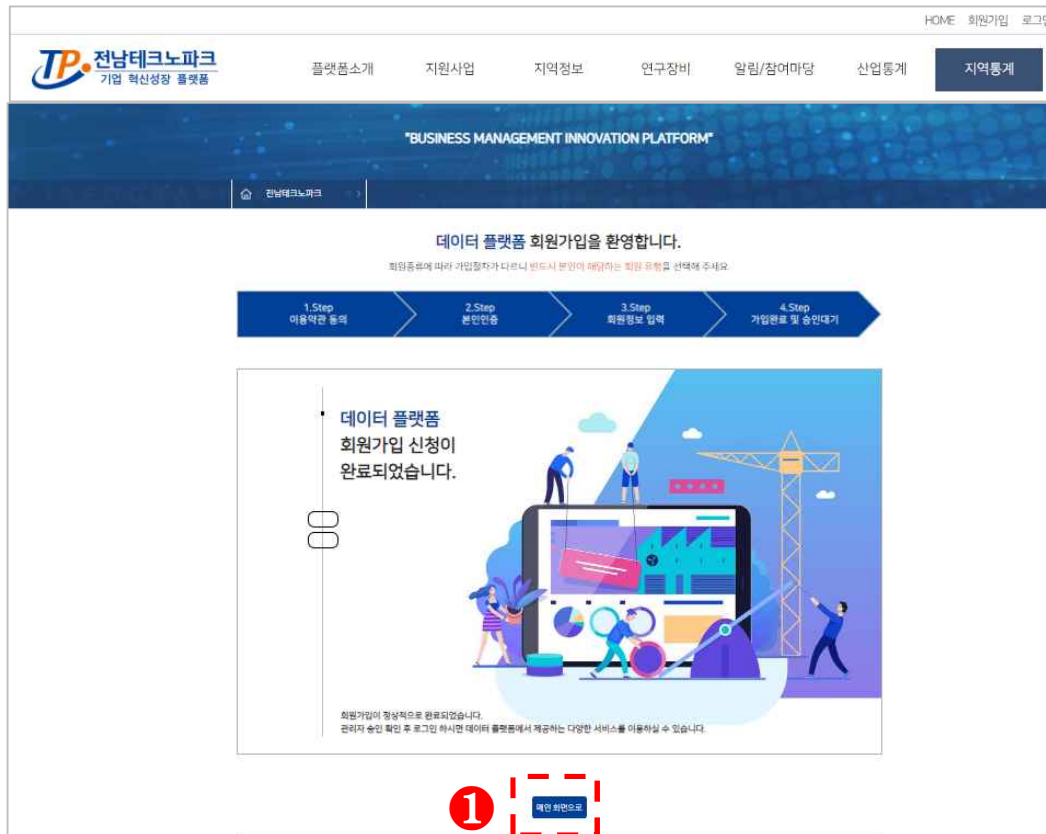 HOME 회원가입 로그인
TP 전남테크노파크
기업 혁신성장 플랫폼
플랫폼소개 지원사업 지역정보 연구장비 알림/참여마당 산업통계 지역통계
"BUSINESS MANAGEMENT INNOVATION PLATFORM"
전남테크노파크
데이터 플랫폼 회원가입을 환영합니다.
회원종류에 따라 가입절차가 다르니 반드시 본인이 해당하는 회원 유형을 선택해 주세요.
1.Step 2.Step 3.Step 4.Step
이용약관 동의 본인인증 회원정보 입력 가입완료 및 승인대기
데이터 플랫폼
회원가입 신청이
완료되었습니다.
회원가입이 정상적으로 완료되었습니다.
관리자 승인 확인 후 로그인 하시면 데이터 플랫폼에서 제공하는 다양한 서비스를 이용하실 수 있습니다.
1 메인 화면으로